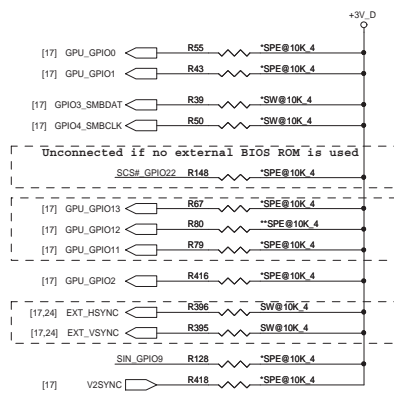 +3V_D
[17] GPU_GPIO0 R55 *SPE@10K_4
[17] GPU_GPIO1 R43 *SPE@10K_4
[17] GPIO3_SMBDAT R39 *SW@10K_4
[17] GPIO4_SMBCLK R50 *SW@10K_4
Unconnected if no external BIOS ROM is used
SCS#_GPIO22 R148 *SPE@10K_4
[17] GPU_GPIO13 R67 *SPE@10K_4
[17] GPU_GPIO12 R80 **SPE@10K_4
[17] GPU_GPIO11 R79 *SPE@10K_4
[17] GPU_GPIO2 R416 *SPE@10K_4
[17,24] EXT_HSYNC R396 SW@10K_4
[17,24] EXT_VSYNC R395 SW@10K_4
SIN_GPIO9 R128 *SPE@10K_4
[17] V2SYNC R418 *SPE@10K_4